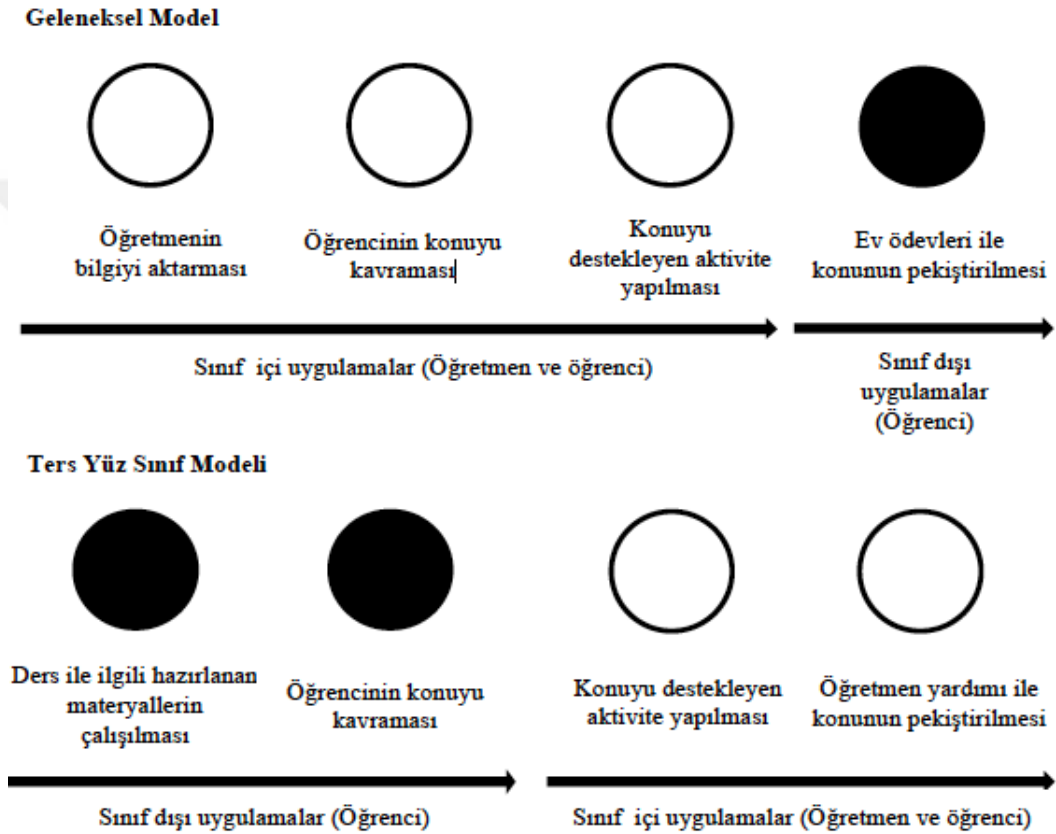 Geleneksel Model
Öğretmenin
bilgiyi aktarması
Öğrencinin konuyu
kavraması
Konuyu
destekleyen aktivite
yapılması
Ev ödevleri ile
konunun pekiştirilmesi
Sınıf içi uygulamalar (Öğretmen ve öğrenci)
Sınıf dışı
uygulamalar
(Öğrenci)
Ters Yüz Sınıf Modeli
Ders ile ilgili hazırlanan
materyallerin
çalışılması
Öğrencinin konuyu
kavraması
Konuyu destekleyen
aktivite yapılması
Öğretmen yardımı ile
konunun pekiştirilmesi
Sınıf dışı uygulamalar (Öğrenci)
Sınıf içi uygulamalar (Öğretmen ve öğrenci)